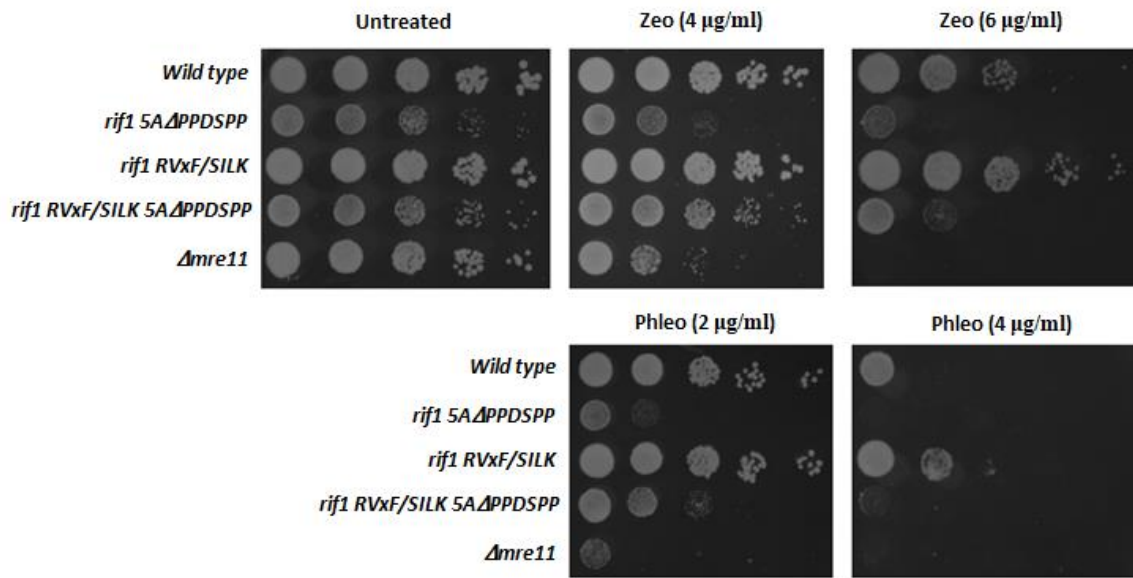 Untreated
Zeo (4 µg/ml)
Zeo (6 µg/ml)
Wild type
rif1 5AΔPPDSPP
rif1 RVxF/SILK
rif1 RVxF/SILK 5AΔPPDSPP
Δmre11
Phleo (2 µg/ml)
Phleo (4 µg/ml)
Wild type
rif1 5AΔPPDSPP
rif1 RVxF/SILK
rif1 RVxF/SILK 5AΔPPDSPP
Δmre11